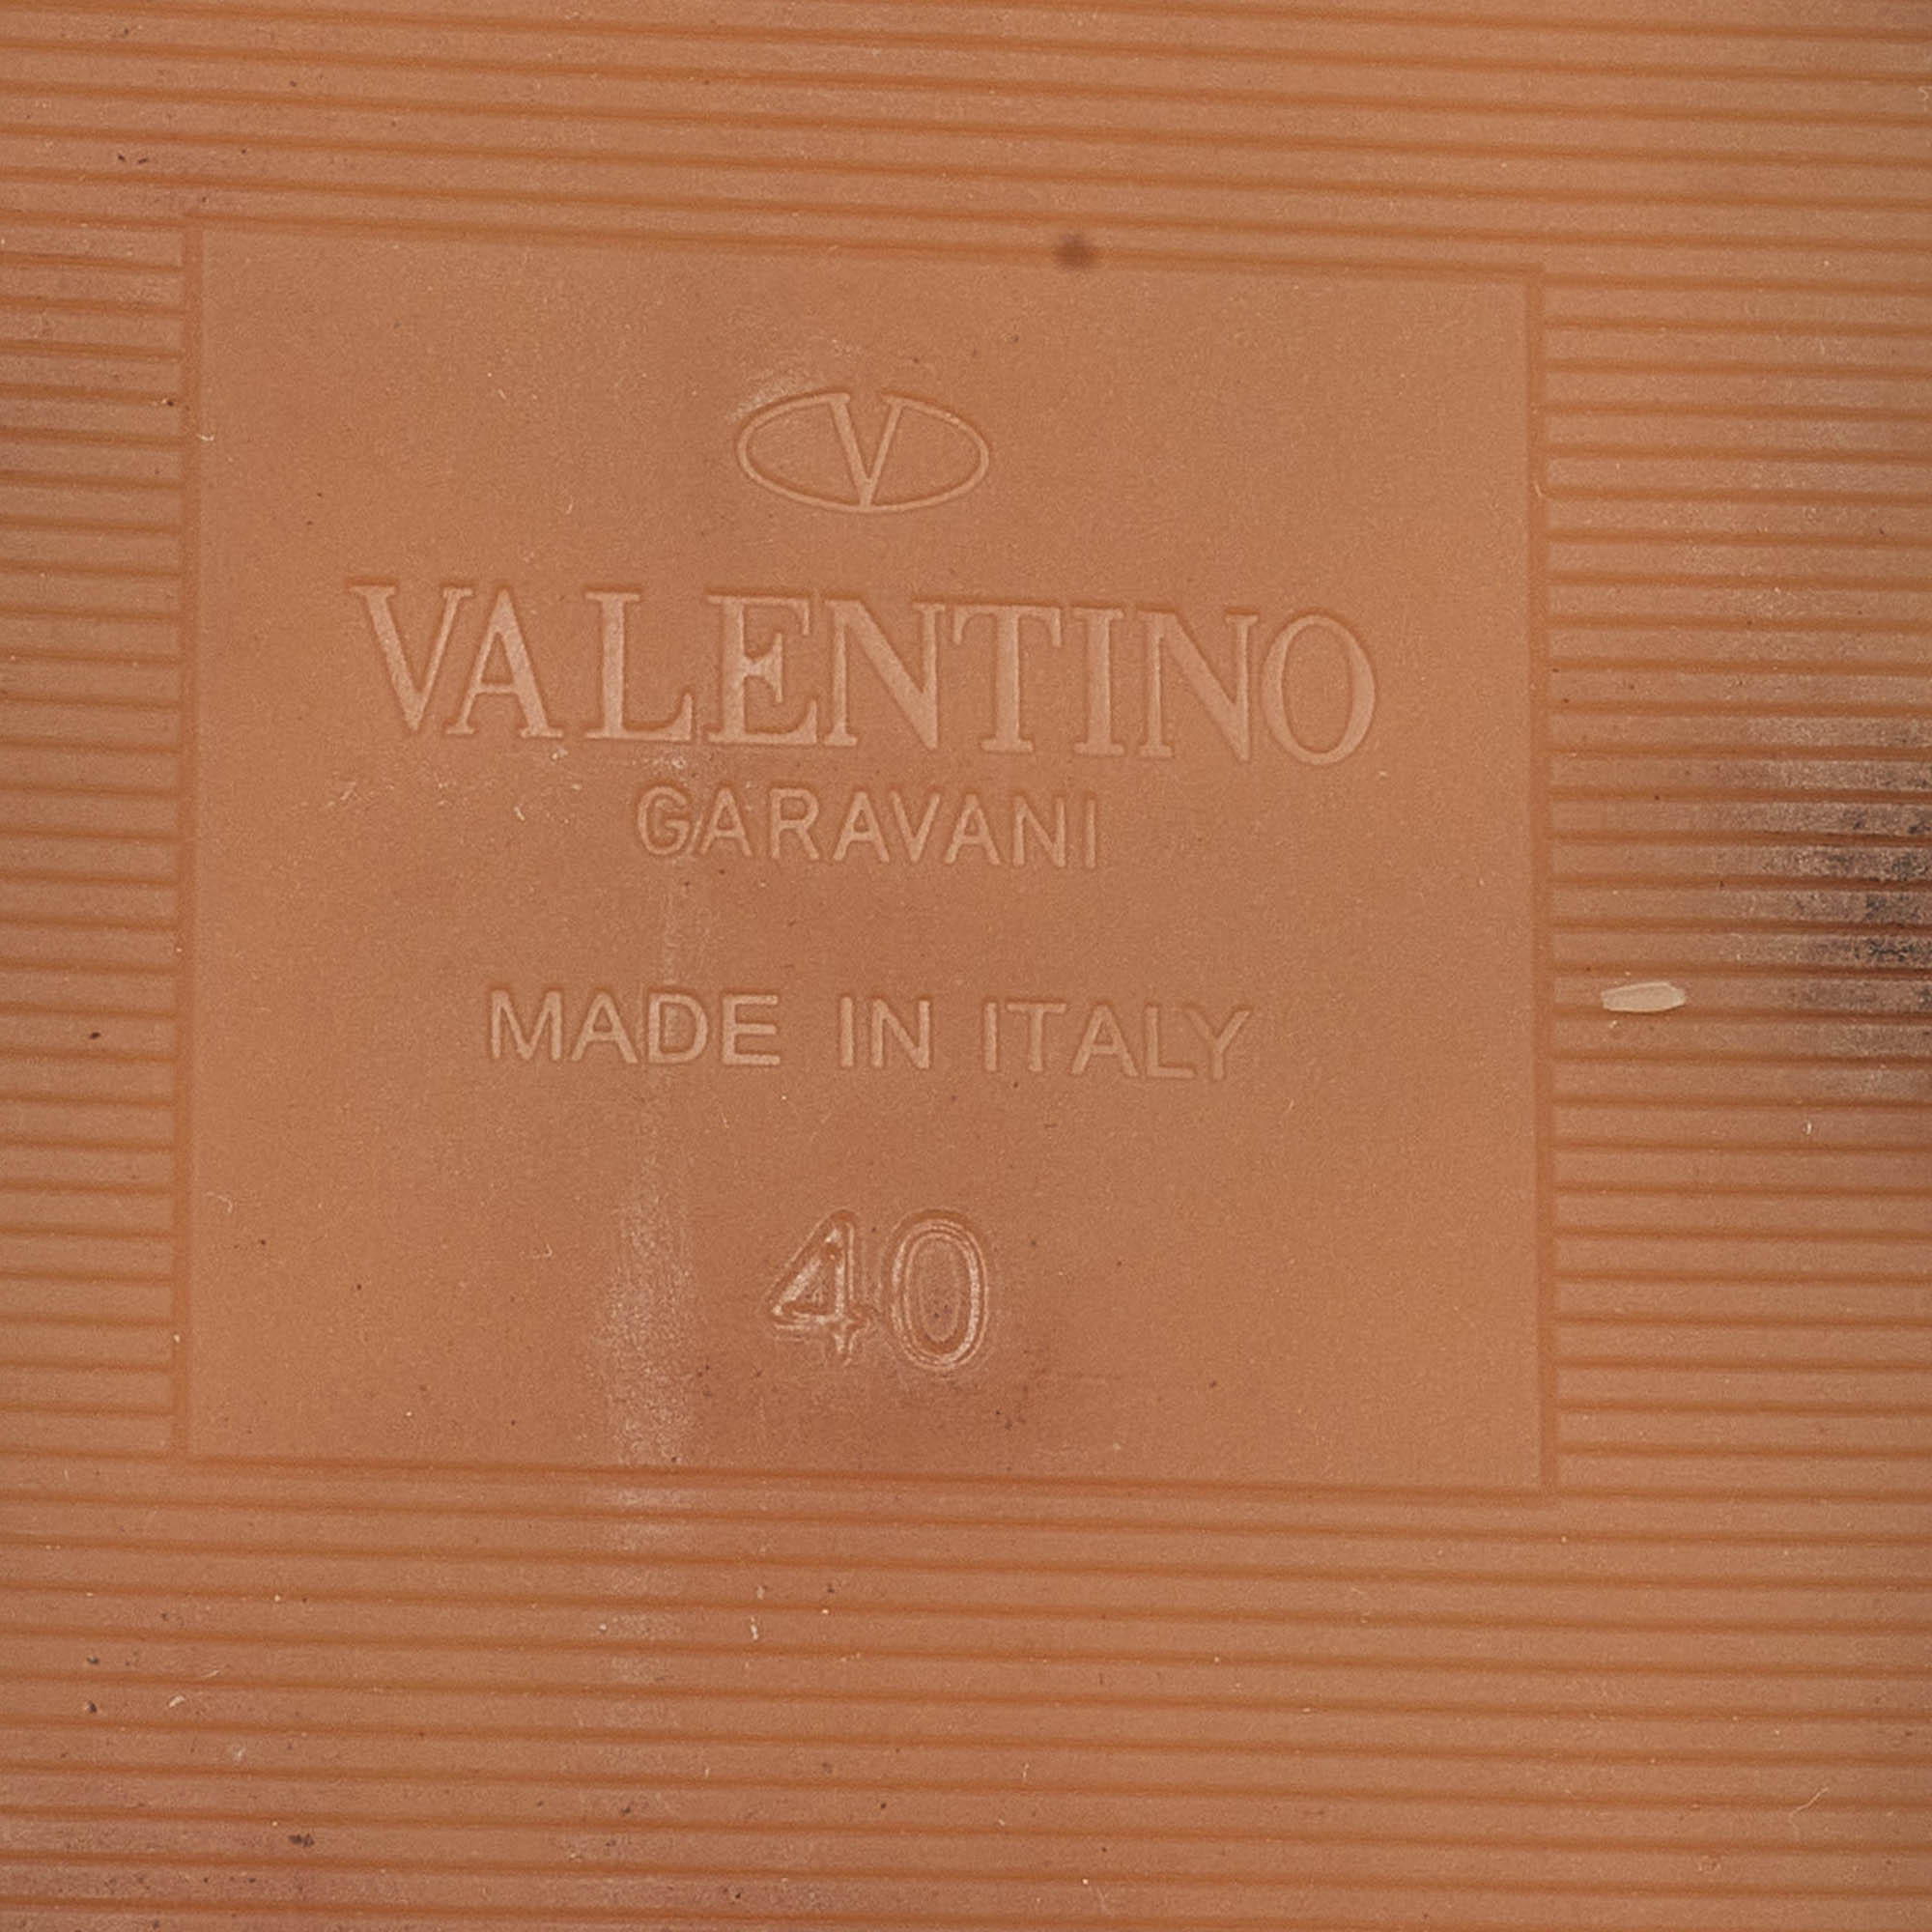 V
VALENTINO
GARAVANI
MADE IN ITALY
40